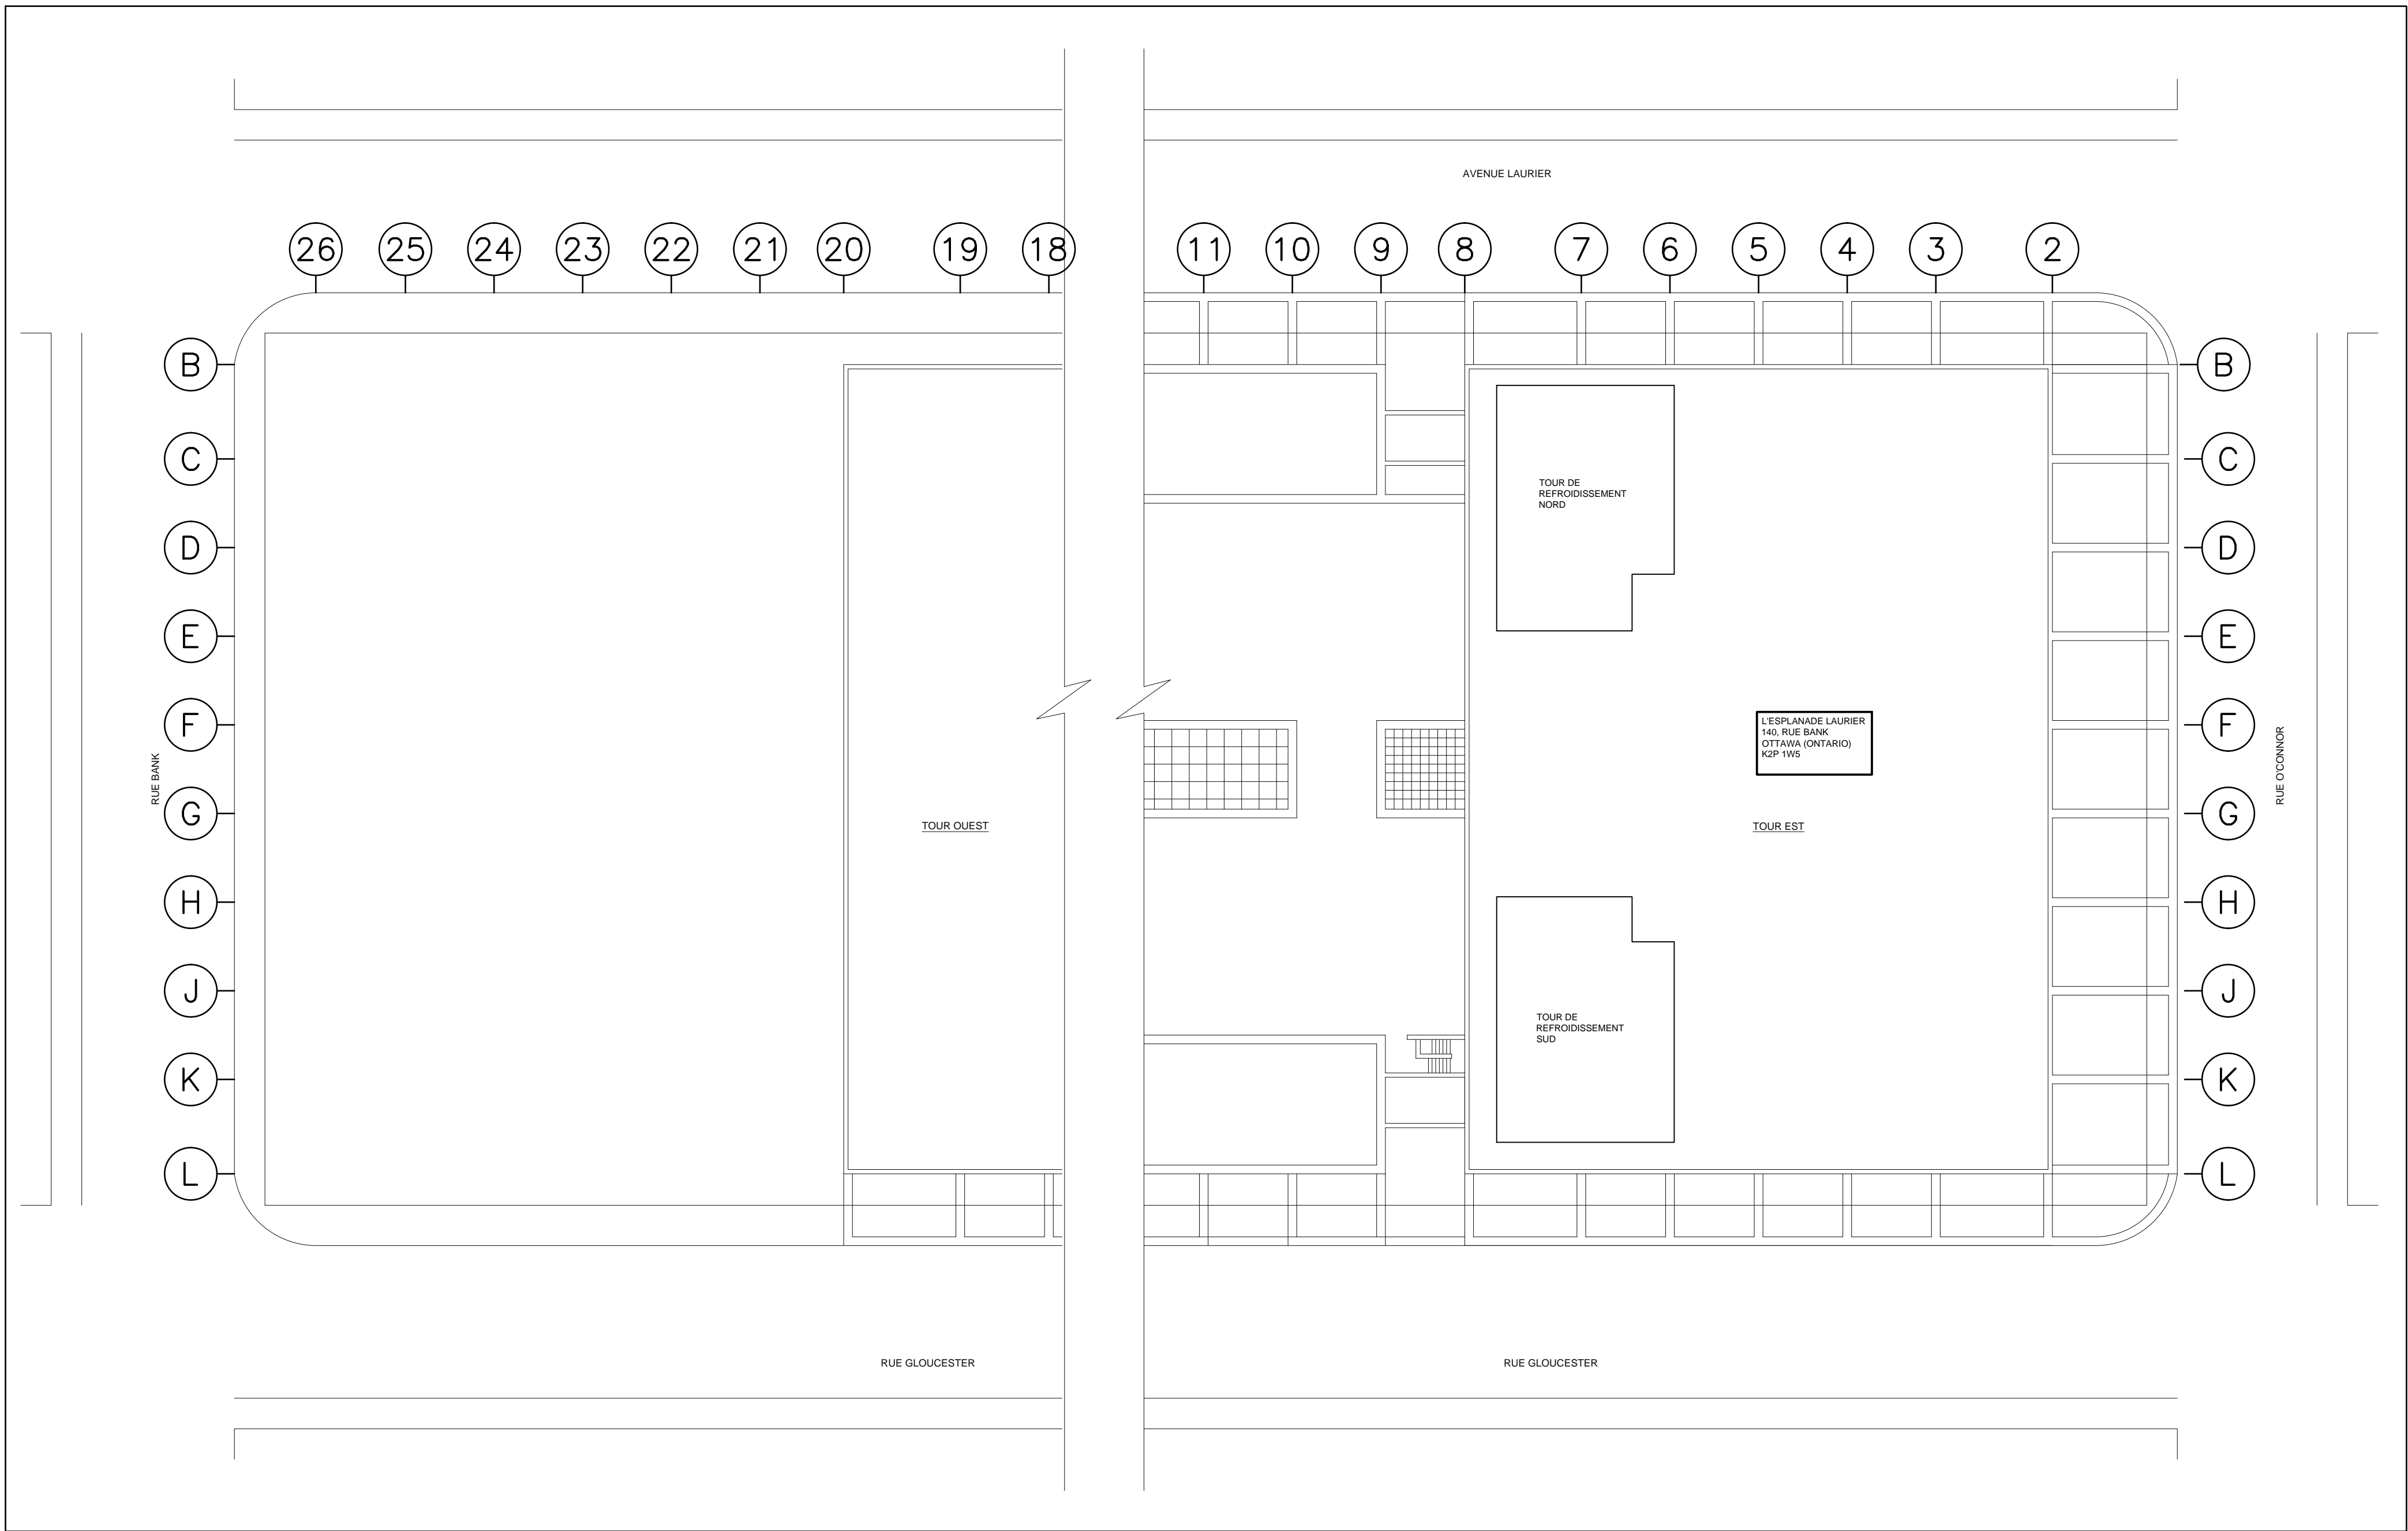 AVENUE LAURIER
26 25 24 23 22 21 20 19 18 11 10 9 8 7 6 5 4 3 2
B B
C C
TOUR DE
REFROIDISSEMENT
NORD
D D
E E
F F
L'ESPLANADE LAURIER
140, RUE BANK
OTTAWA (ONTARIO)
K2P 1W5
RUE BANK
RUE O'CONNOR
G G
TOUR OUEST
TOUR EST
H H
J J
TOUR DE
REFROIDISSEMENT
SUD
K K
L L
RUE GLOUCESTER
RUE GLOUCESTER